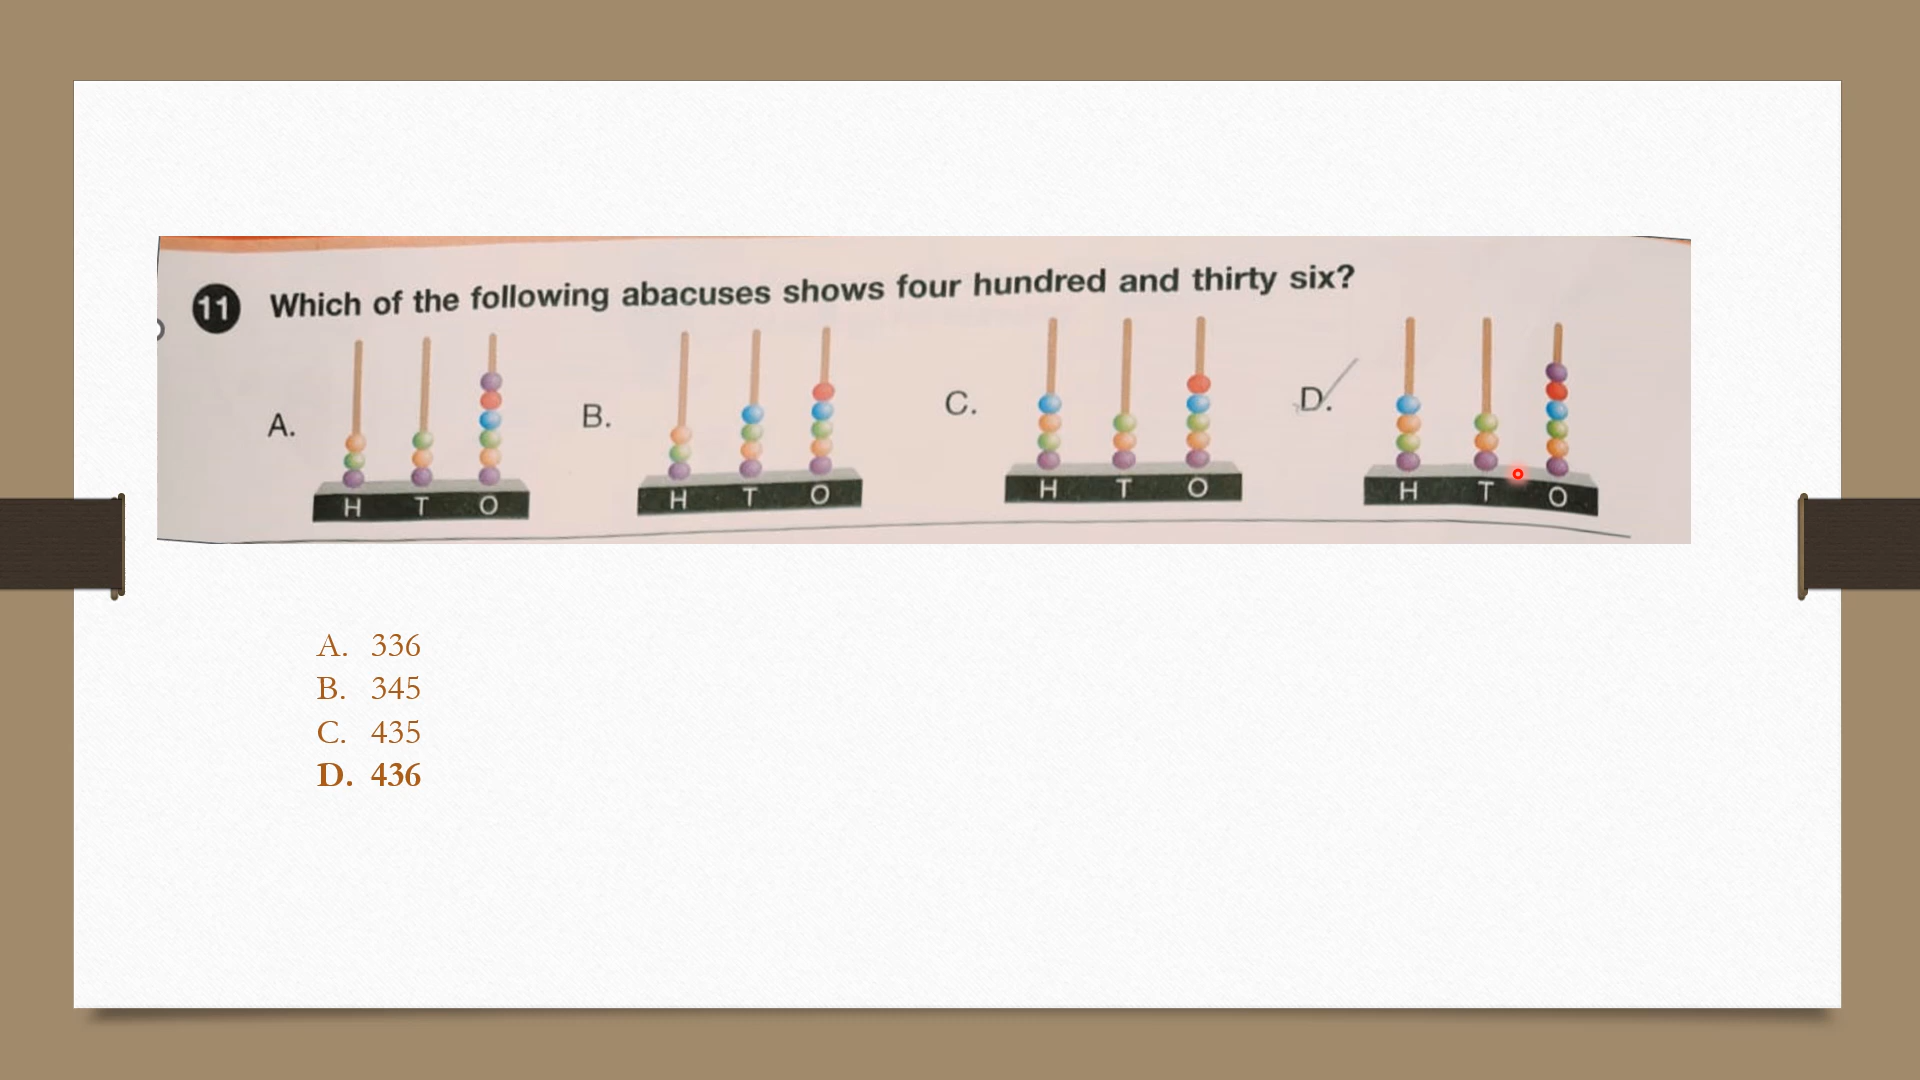 11 Which of the following abacuses shows four hundred and thirty six?
A. B. C. D.
H T O H T O H T O H T O
A. 336
B. 345
C. 435
D. 436